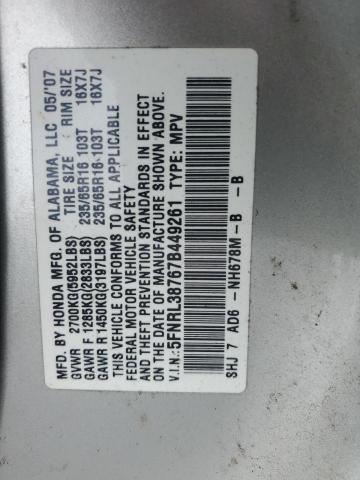 MFD. BY HONDA MFG. OF ALABAMA, LLC 05/'07
TIRE SIZE RIM SIZE
GVWR 2700KG(5952LBS)
GAWR F 1285KG(2833LBS) 235/65R16 103T 16X7J
GAWR R 1450KG(3197LBS) 235/65R16 103T 16X7J
THIS VEHICLE CONFORMS TO ALL APPLICABLE
FEDERAL MOTOR VEHICLE SAFETY
AND THEFT PREVENTION STANDARDS IN EFFECT
ON THE DATE OF MANUFACTURE SHOWN ABOVE.
V.I.N.: 5FNRL38767B449261 TYPE: MPV
SHJ 7 AD6 -NH678M-B -B